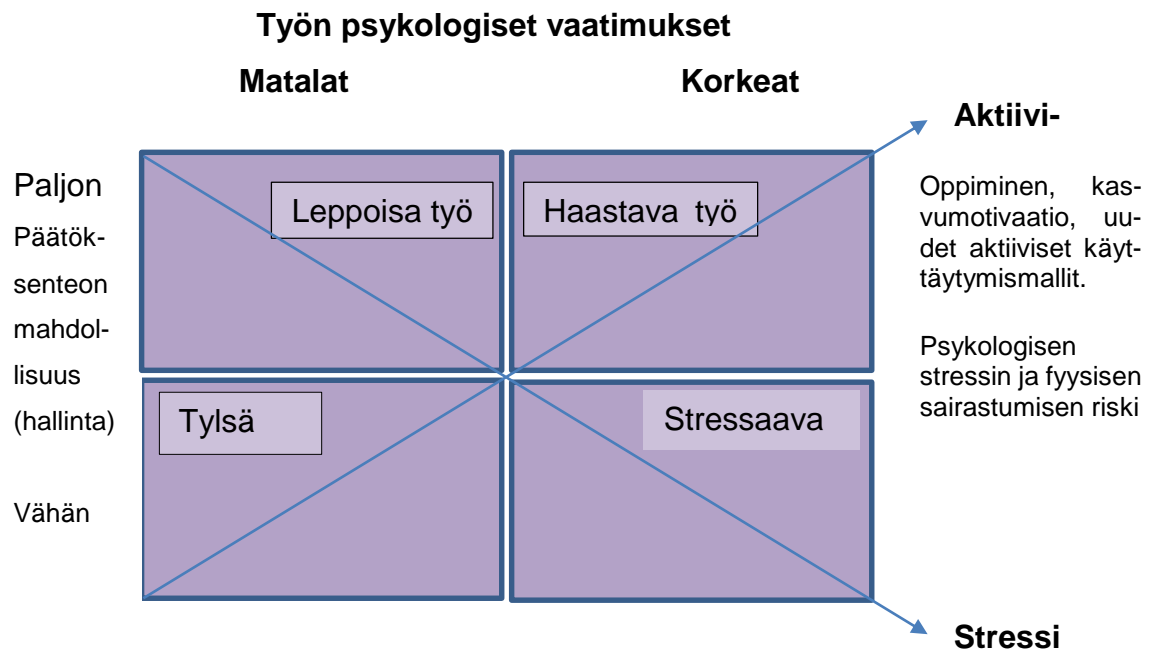 Työn psykologiset vaatimukset
Matalat
Korkeat
Aktiivi-
Paljon
Päätök-
senteon
mahdol-
lisuus
(hallinta)
Vähän
Leppoisa työ
Haastava työ
Tylsä
Stressaava
Oppiminen, kas-
vumotivaatio, uu-
det aktiiviset käyt-
täytymismallit.
Psykologisen
stressin ja fyysisen
sairastumisen riski
Stressi